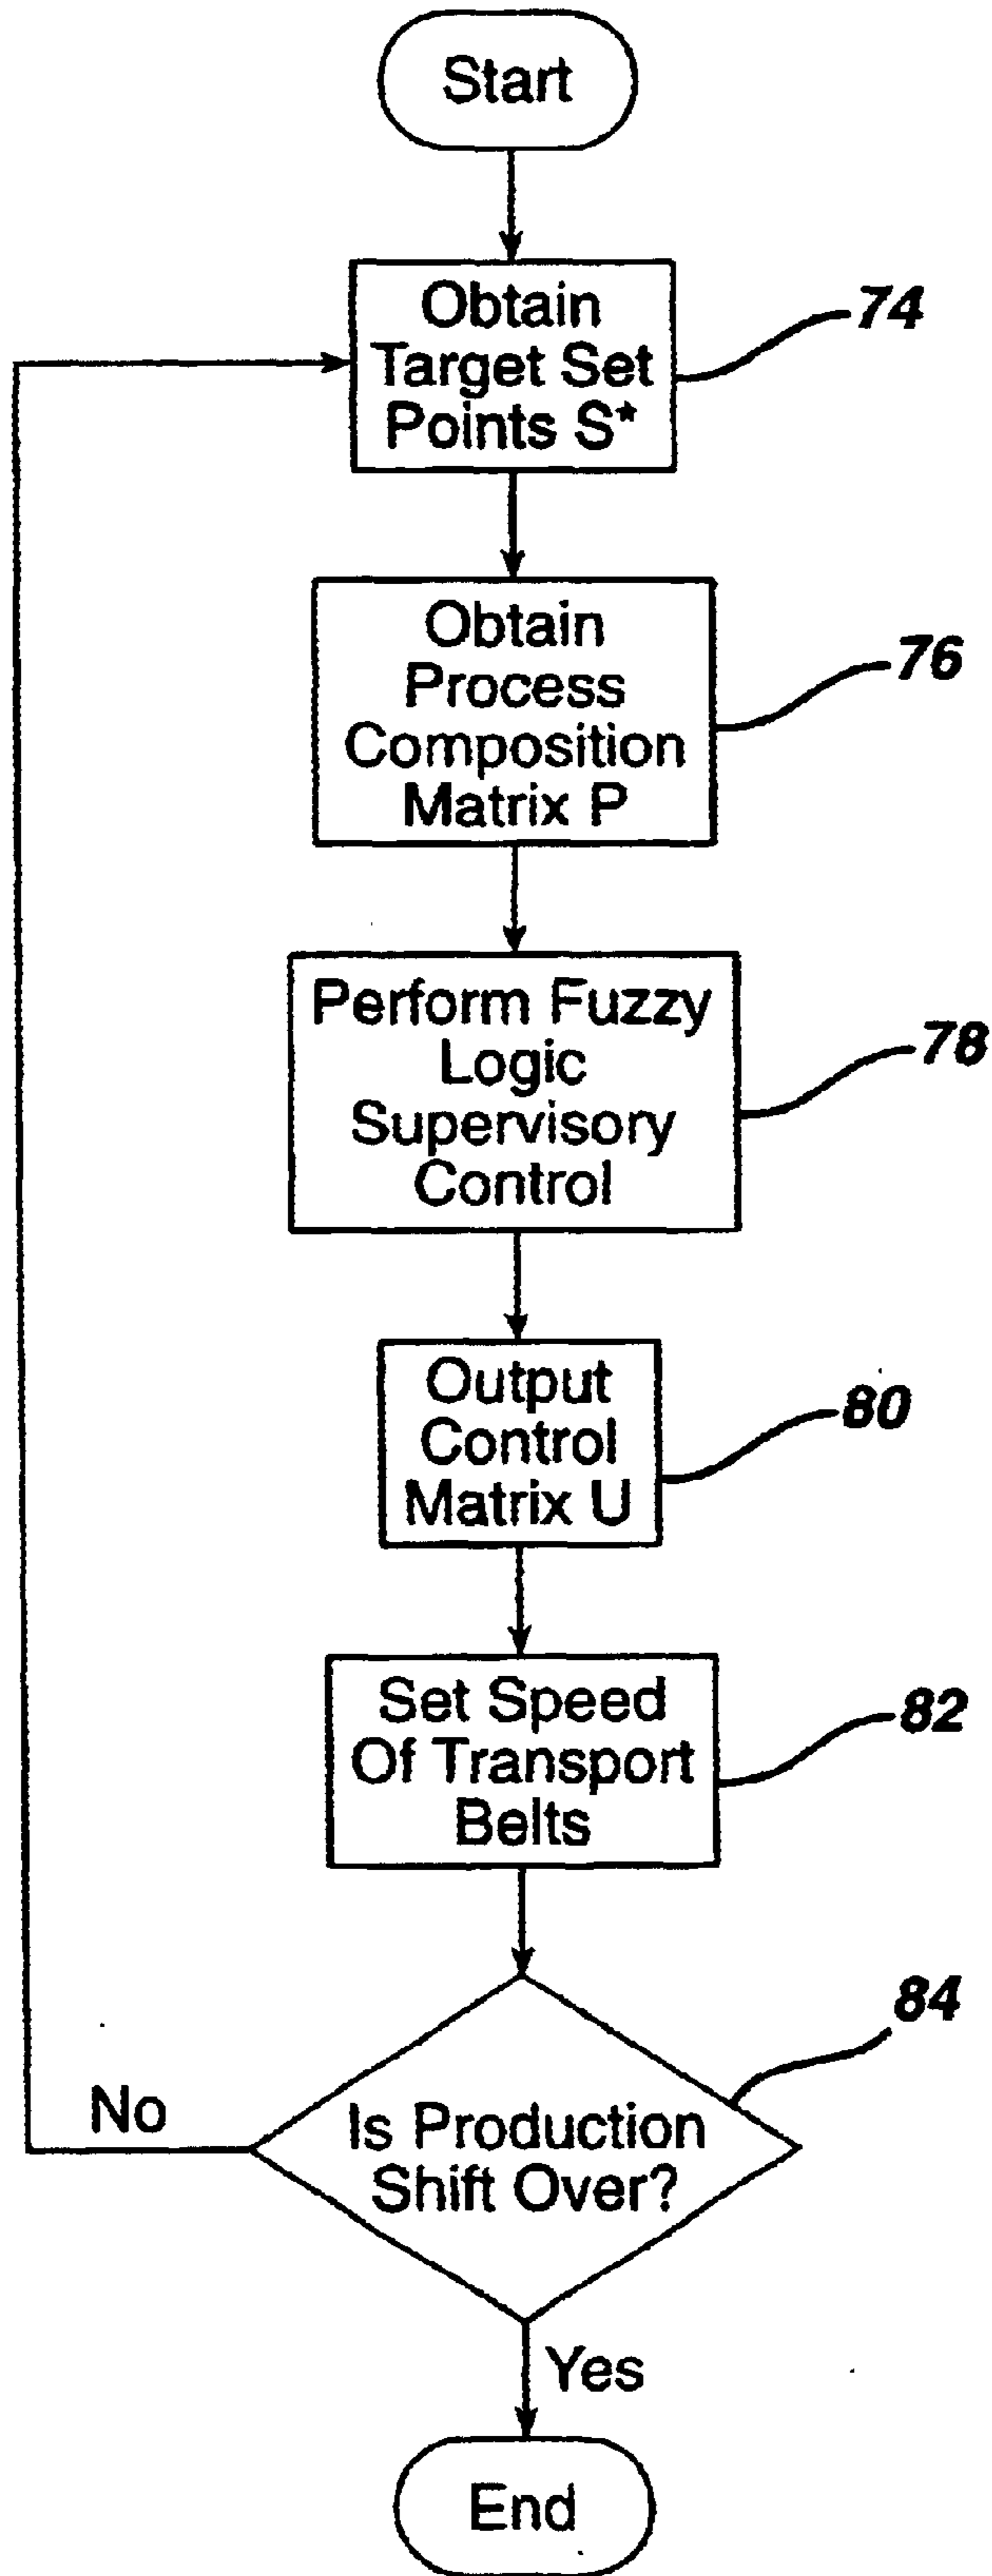 Start
Obtain
Target Set
Points S*
74
Obtain
Process
Composition
Matrix P
76
Perform Fuzzy
Logic
Supervisory
Control
78
Output
Control
Matrix U
80
Set Speed
Of Transport
Belts
82
84
No
Is Production
Shift Over?
Yes
End